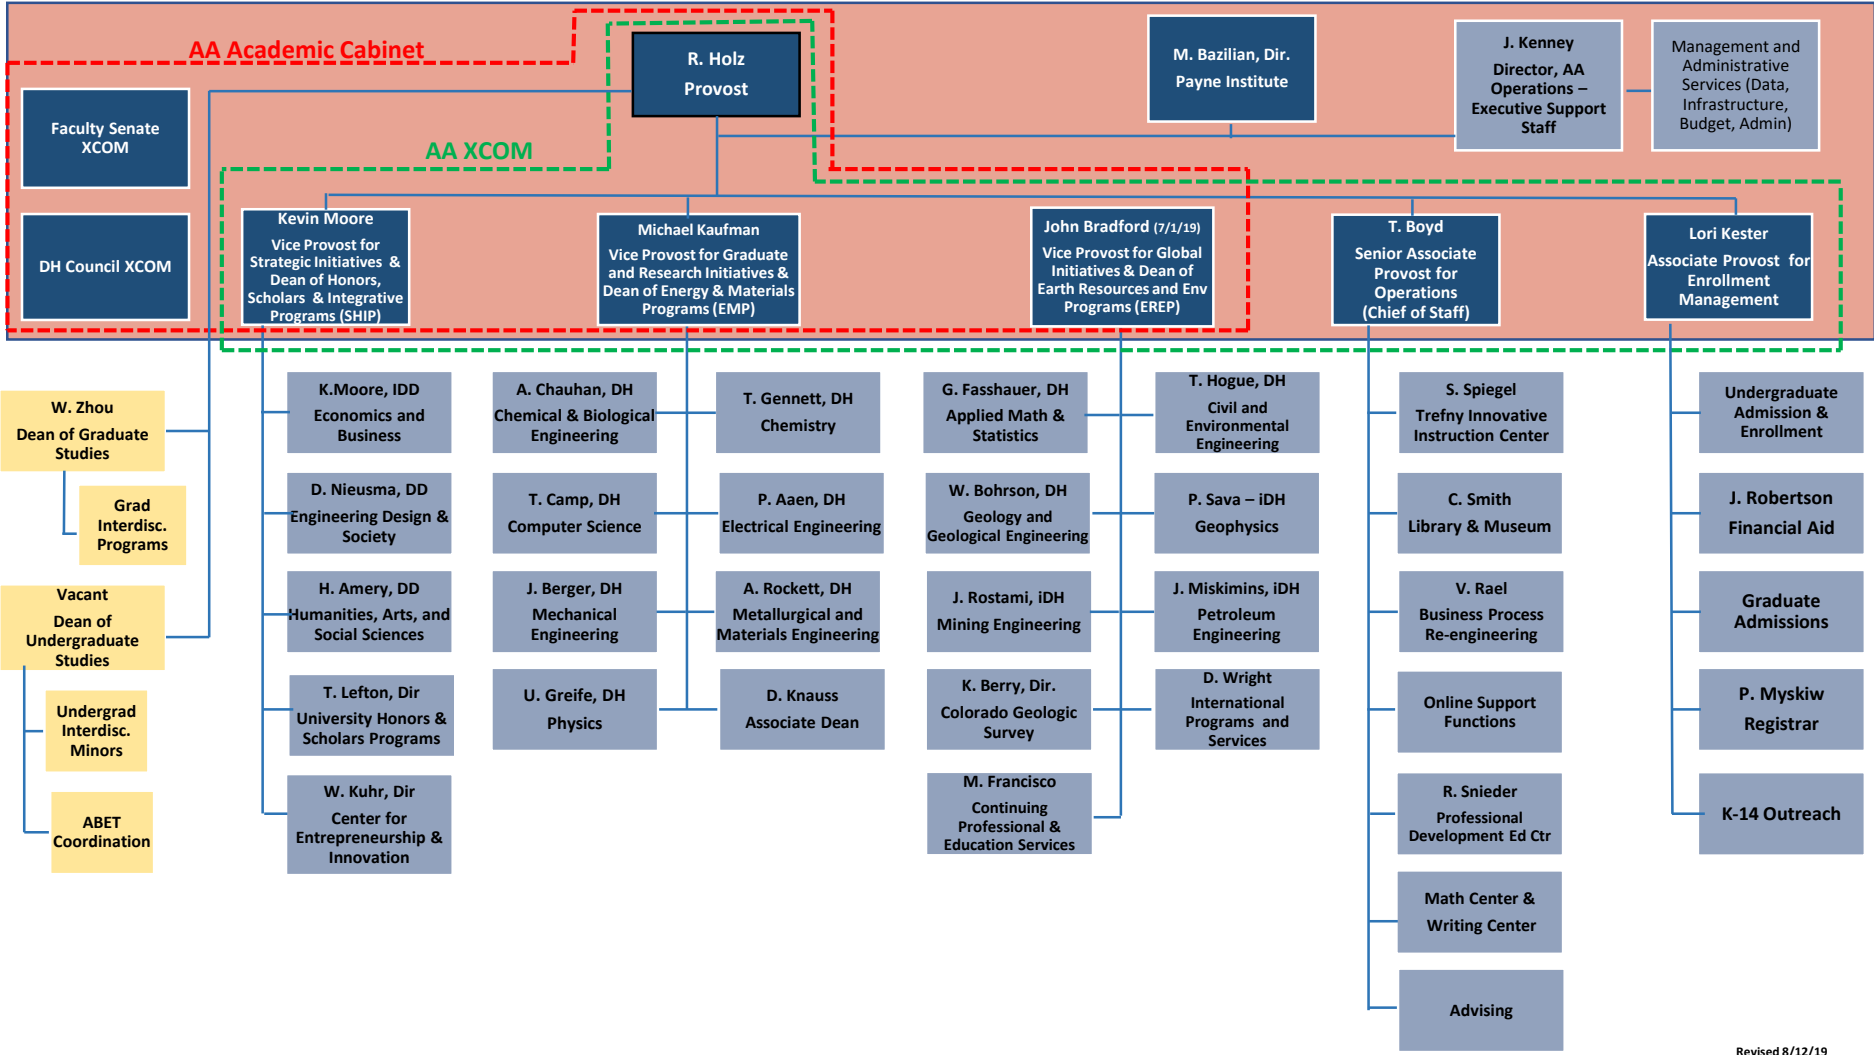 AA Academic Cabinet
R. Holz
Provost
M. Bazilian, Dir.
Payne Institute
J. Kenney
Director, AA
Operations –
Executive Support
Staff
Management and
Administrative
Services (Data,
Infrastructure,
Budget, Admin)
Faculty Senate
XCOM
AA XCOM
DH Council XCOM
Kevin Moore
Vice Provost for
Strategic Initiatives &
Dean of Honors,
Scholars & Integrative
Programs (SHIP)
Michael Kaufman
Vice Provost for Graduate
and Research Initiatives &
Dean of Energy & Materials
Programs (EMP)
John Bradford (7/1/19)
Vice Provost for Global
Initiatives & Dean of
Earth Resources and Env
Programs (EREP)
T. Boyd
Senior Associate
Provost for
Operations
(Chief of Staff)
Lori Kester
Associate Provost for
Enrollment
Management
W. Zhou
Dean of Graduate
Studies
Grad
Interdisc.
Programs
Vacant
Dean of
Undergraduate
Studies
Undergrad
Interdisc.
Minors
ABET
Coordination
K.Moore, IDD
Economics and
Business
D. Nieusma, DD
Engineering Design &
Society
H. Amery, DD
Humanities, Arts, and
Social Sciences
T. Lefton, Dir
University Honors &
Scholars Programs
W. Kuhr, Dir
Center for
Entrepreneurship &
Innovation
A. Chauhan, DH
Chemical & Biological
Engineering
T. Gennett, DH
Chemistry
T. Camp, DH
Computer Science
P. Aaen, DH
Electrical Engineering
J. Berger, DH
Mechanical
Engineering
A. Rockett, DH
Metallurgical and
Materials Engineering
U. Greife, DH
Physics
D. Knauss
Associate Dean
G. Fasshauer, DH
Applied Math &
Statistics
T. Hogue, DH
Civil and
Environmental
Engineering
W. Bohrson, DH
Geology and
Geological Engineering
P. Sava – iDH
Geophysics
J. Rostami, iDH
Mining Engineering
J. Miskimins, iDH
Petroleum
Engineering
K. Berry, Dir.
Colorado Geologic
Survey
D. Wright
International
Programs and
Services
M. Francisco
Continuing
Professional &
Education Services
S. Spiegel
Trefny Innovative
Instruction Center
C. Smith
Library & Museum
V. Rael
Business Process
Re-engineering
Online Support
Functions
R. Snieder
Professional
Development Ed Ctr
Math Center &
Writing Center
Advising
Undergraduate
Admission &
Enrollment
J. Robertson
Financial Aid
Graduate
Admissions
P. Myskiw
Registrar
K-14 Outreach
Revised 8/12/19